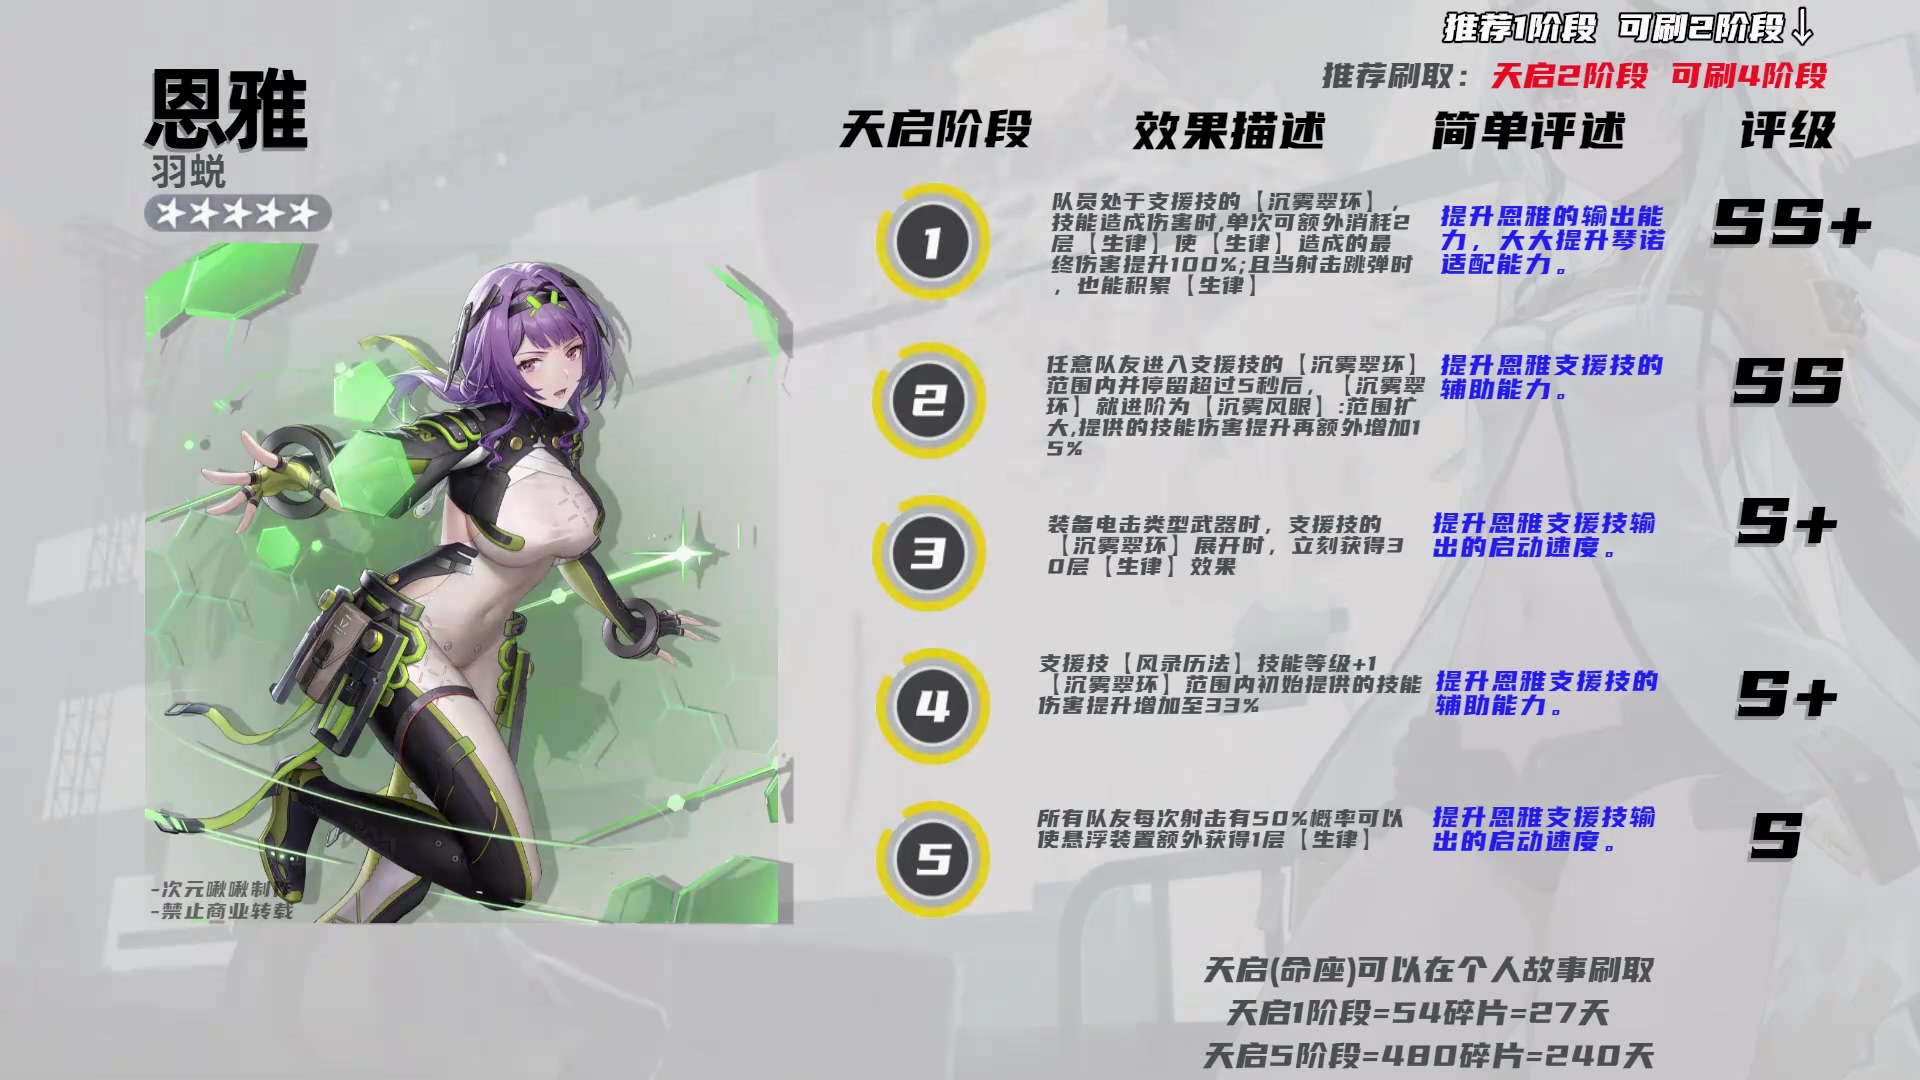 推荐1阶段 可刷2阶段↓
推荐刷取：天启2阶段 可刷4阶段
恩雅
羽蜕
天启阶段 效果描述 简单评述 评级
1
队员处于支援技的【沉雾翠环】，
技能造成伤害时,单次可额外消耗2
层【生律】使【生律】造成的最
终伤害提升100%;且当射击跳弹时
，也能积累【生律】
提升恩雅的输出能
力，大大提升琴诺
适配能力。
SS+
2
任意队友进入支援技的【沉雾翠环】
范围内并停留超过5秒后，【沉雾翠
环】就进阶为【沉雾风眼】:范围扩
大,提供的技能伤害提升再额外增加1
5%
提升恩雅支援技的
辅助能力。
SS
3
装备电击类型武器时，支援技的
【沉雾翠环】展开时，立刻获得3
0层【生律】效果
提升恩雅支援技输
出的启动速度。
S+
4
支援技【风录历法】技能等级+1
【沉雾翠环】范围内初始提供的技能
伤害提升增加至33%
提升恩雅支援技的
辅助能力。
S+
5
所有队友每次射击有50%概率可以
使悬浮装置额外获得1层【生律】
提升恩雅支援技输
出的启动速度。
S
-次元啾啾制作
-禁止商业转载
天启(命座)可以在个人故事刷取
天启1阶段=54碎片=27天
天启5阶段=480碎片=240天